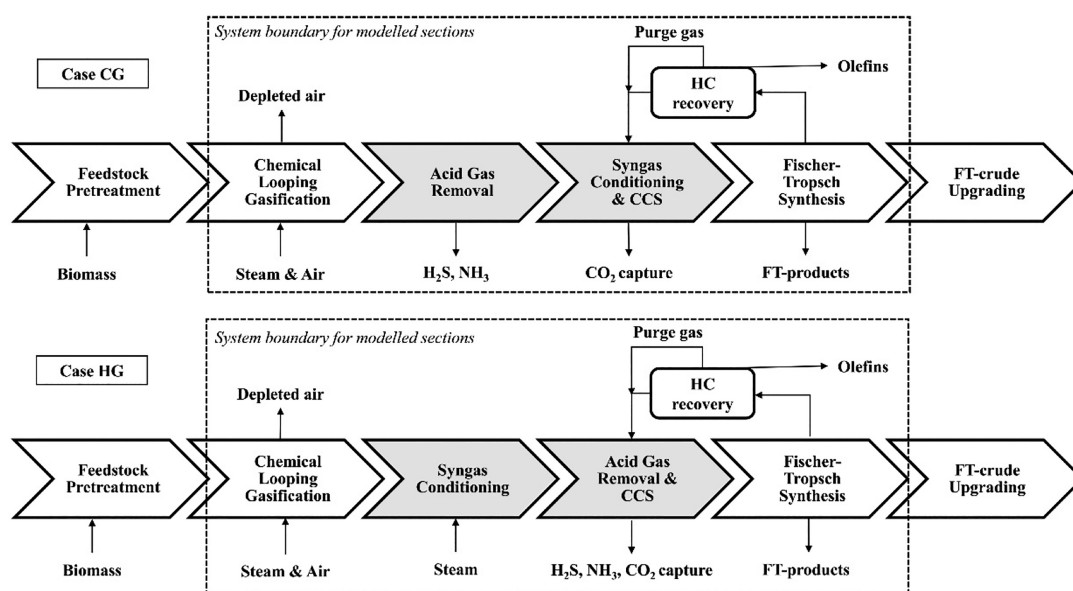 System boundary for modelled sections
Purge gas
Case CG
Olefins
HC
recovery
Depleted air
Feedstock
Pretreatment
Chemical
Looping
Gasification
Acid Gas
Removal
Syngas
Conditioning
& CCS
Fischer-
Tropsch
Synthesis
FT-crude
Upgrading
Biomass
Steam & Air
H₂S, NH₃
CO₂ capture
FT-products
System boundary for modelled sections
Purge gas
Case HG
Olefins
HC
recovery
Depleted air
Feedstock
Pretreatment
Chemical
Looping
Gasification
Syngas
Conditioning
Acid Gas
Removal &
CCS
Fischer-
Tropsch
Synthesis
FT-crude
Upgrading
Biomass
Steam & Air
Steam
H₂S, NH₃, CO₂ capture
FT-products